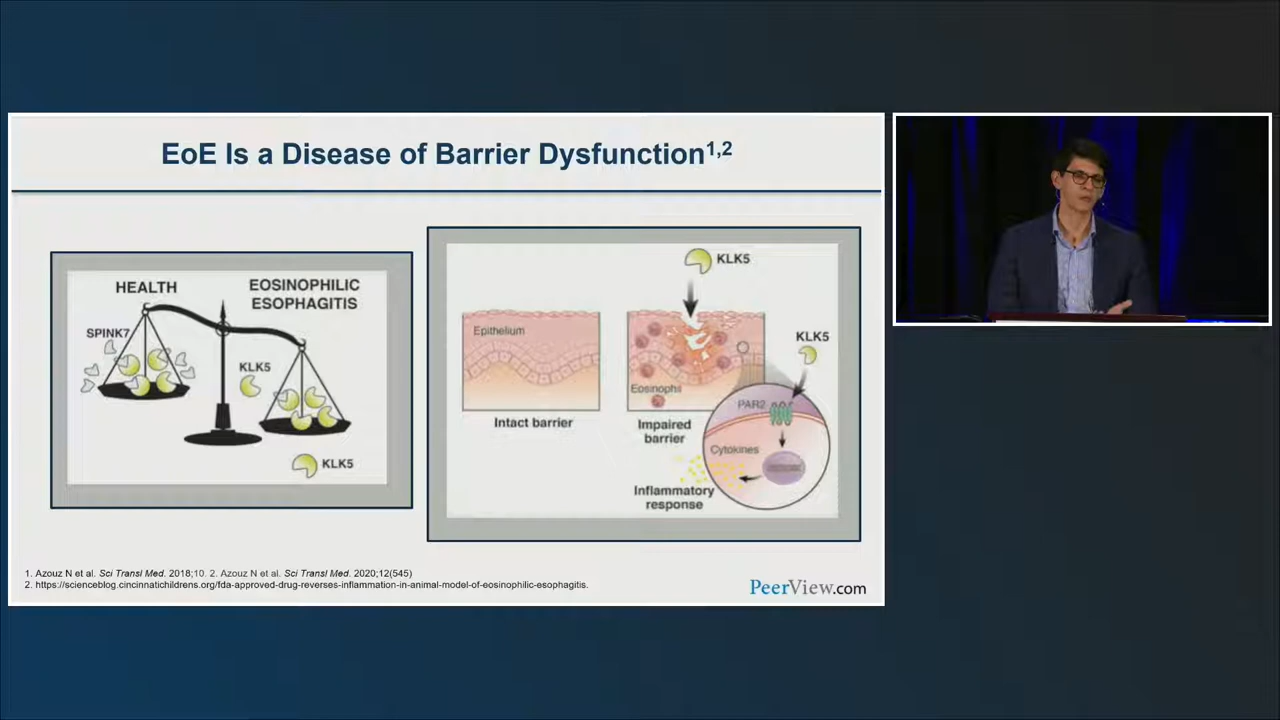 EoE Is a Disease of Barrier Dysfunction1,2
HEALTH
EOSINOPHILIC
ESOPHAGITIS
SPINK7
KLK5
KLK5
KLK5
Epithelium
Intact barrier
Eosinophil
Impaired
barrier
KLK5
PAR2
Cytokines
Inflammatory
response
1. Azouz N et al. Sci Transl Med. 2018;10. 2. Azouz N et al. Sci Transl Med. 2020;12(545)
2. https://scienceblog.cincinnatichildrens.org/fda-approved-drug-reverses-inflammation-in-animal-model-of-eosinophilic-esophagitis.
PeerView.com